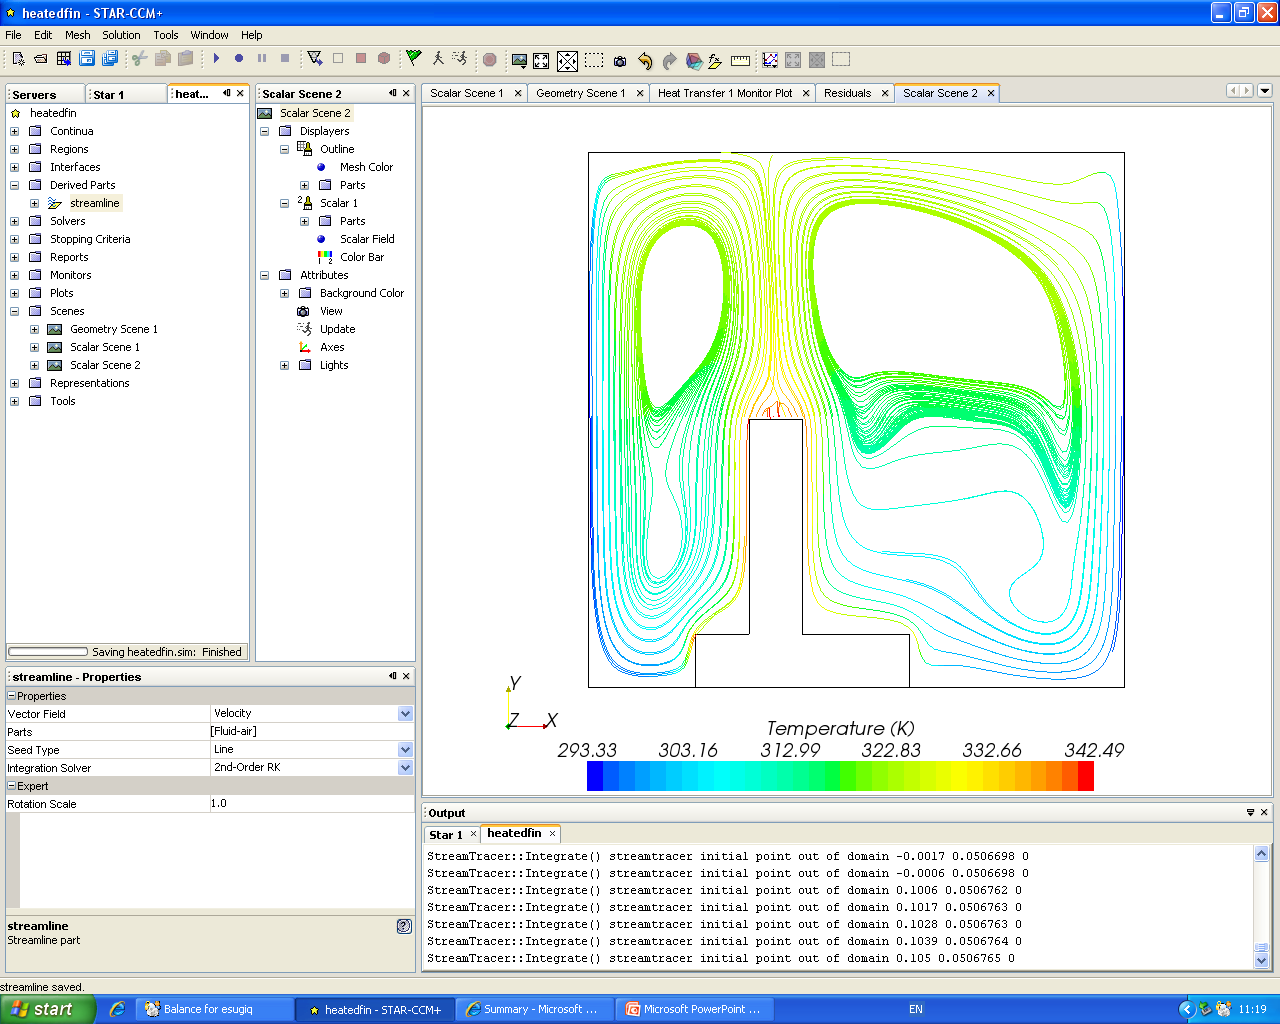 heatedfin - STAR-CCM+
File Edit Mesh Solution Tools Window Help
Servers Star 1 heat...
heatedfin
Continua
Regions
Interfaces
Derived Parts
streamline
Solvers
Stopping Criteria
Reports
Monitors
Plots
Scenes
Geometry Scene 1
Scalar Scene 1
Scalar Scene 2
Representations
Tools
Saving heatedfin.sim: Finished
Scalar Scene 2
Scalar Scene 2
Displayers
Outline
Mesh Color
Parts
2 Scalar 1
Parts
Scalar Field
Color Bar
Attributes
Background Color
View
Update
Axes
Lights
Scalar Scene 1 Geometry Scene 1 Heat Transfer 1 Monitor Plot Residuals Scalar Scene 2
Y
Z X
Temperature (K)
293.33 303.16 312.99 322.83 332.66 342.49
streamline - Properties
Properties
Vector Field Velocity
Parts [Fluid-air]
Seed Type Line
Integration Solver 2nd-Order RK
Expert
Rotation Scale 1.0
streamline
Streamline part
Output
Star 1 heatedfin
StreamTracer::Integrate() streamtracer initial point out of domain -0.0017 0.0506698 0
StreamTracer::Integrate() streamtracer initial point out of domain -0.0006 0.0506698 0
StreamTracer::Integrate() streamtracer initial point out of domain 0.1006 0.0506762 0
StreamTracer::Integrate() streamtracer initial point out of domain 0.1017 0.0506763 0
StreamTracer::Integrate() streamtracer initial point out of domain 0.1028 0.0506763 0
StreamTracer::Integrate() streamtracer initial point out of domain 0.1039 0.0506764 0
StreamTracer::Integrate() streamtracer initial point out of domain 0.105 0.0506765 0
streamline saved.
start Balance for esugiq heatedfin - STAR-CCM+ Summary - Microsoft ... Microsoft PowerPoint ... EN 11:19